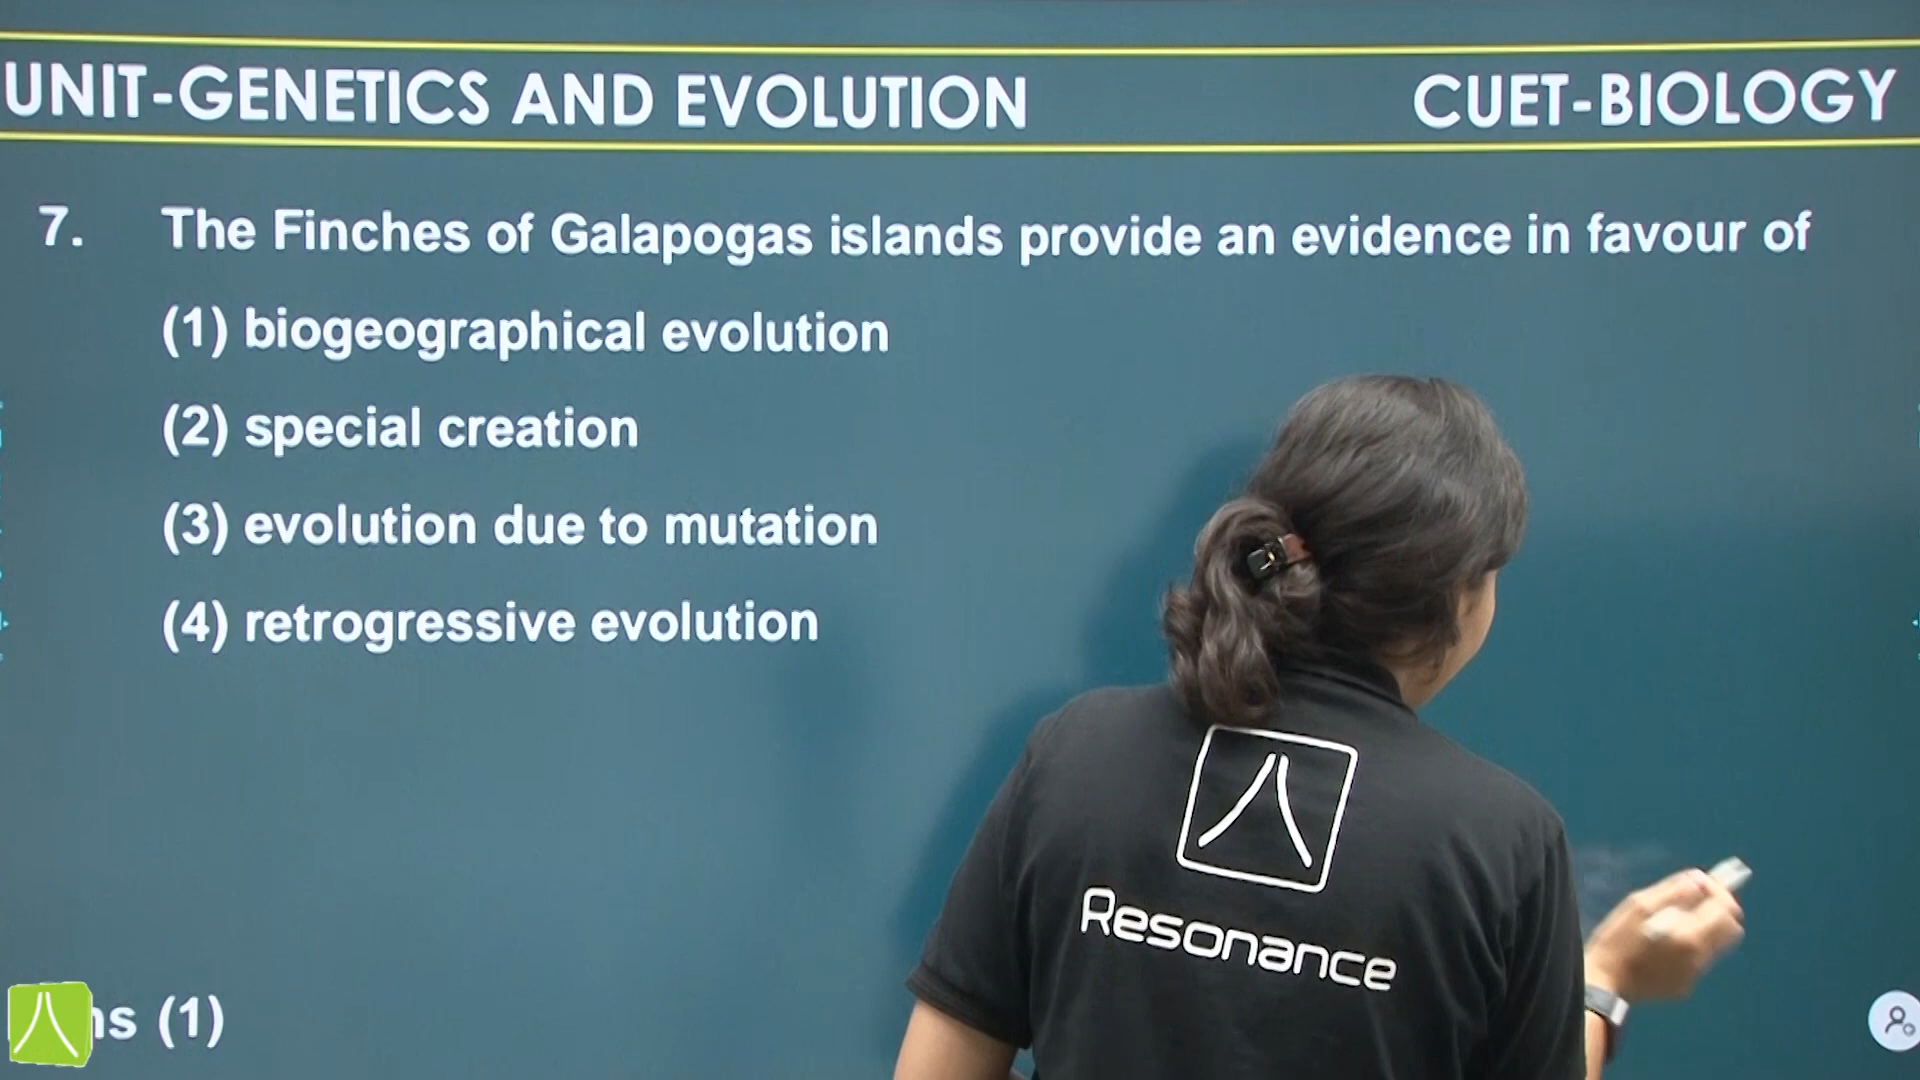 UNIT-GENETICS AND EVOLUTION
CUET-BIOLOGY
7. The Finches of Galapogas islands provide an evidence in favour of
(1) biogeographical evolution
(2) special creation
(3) evolution due to mutation
(4) retrogressive evolution
Resonance
(1)